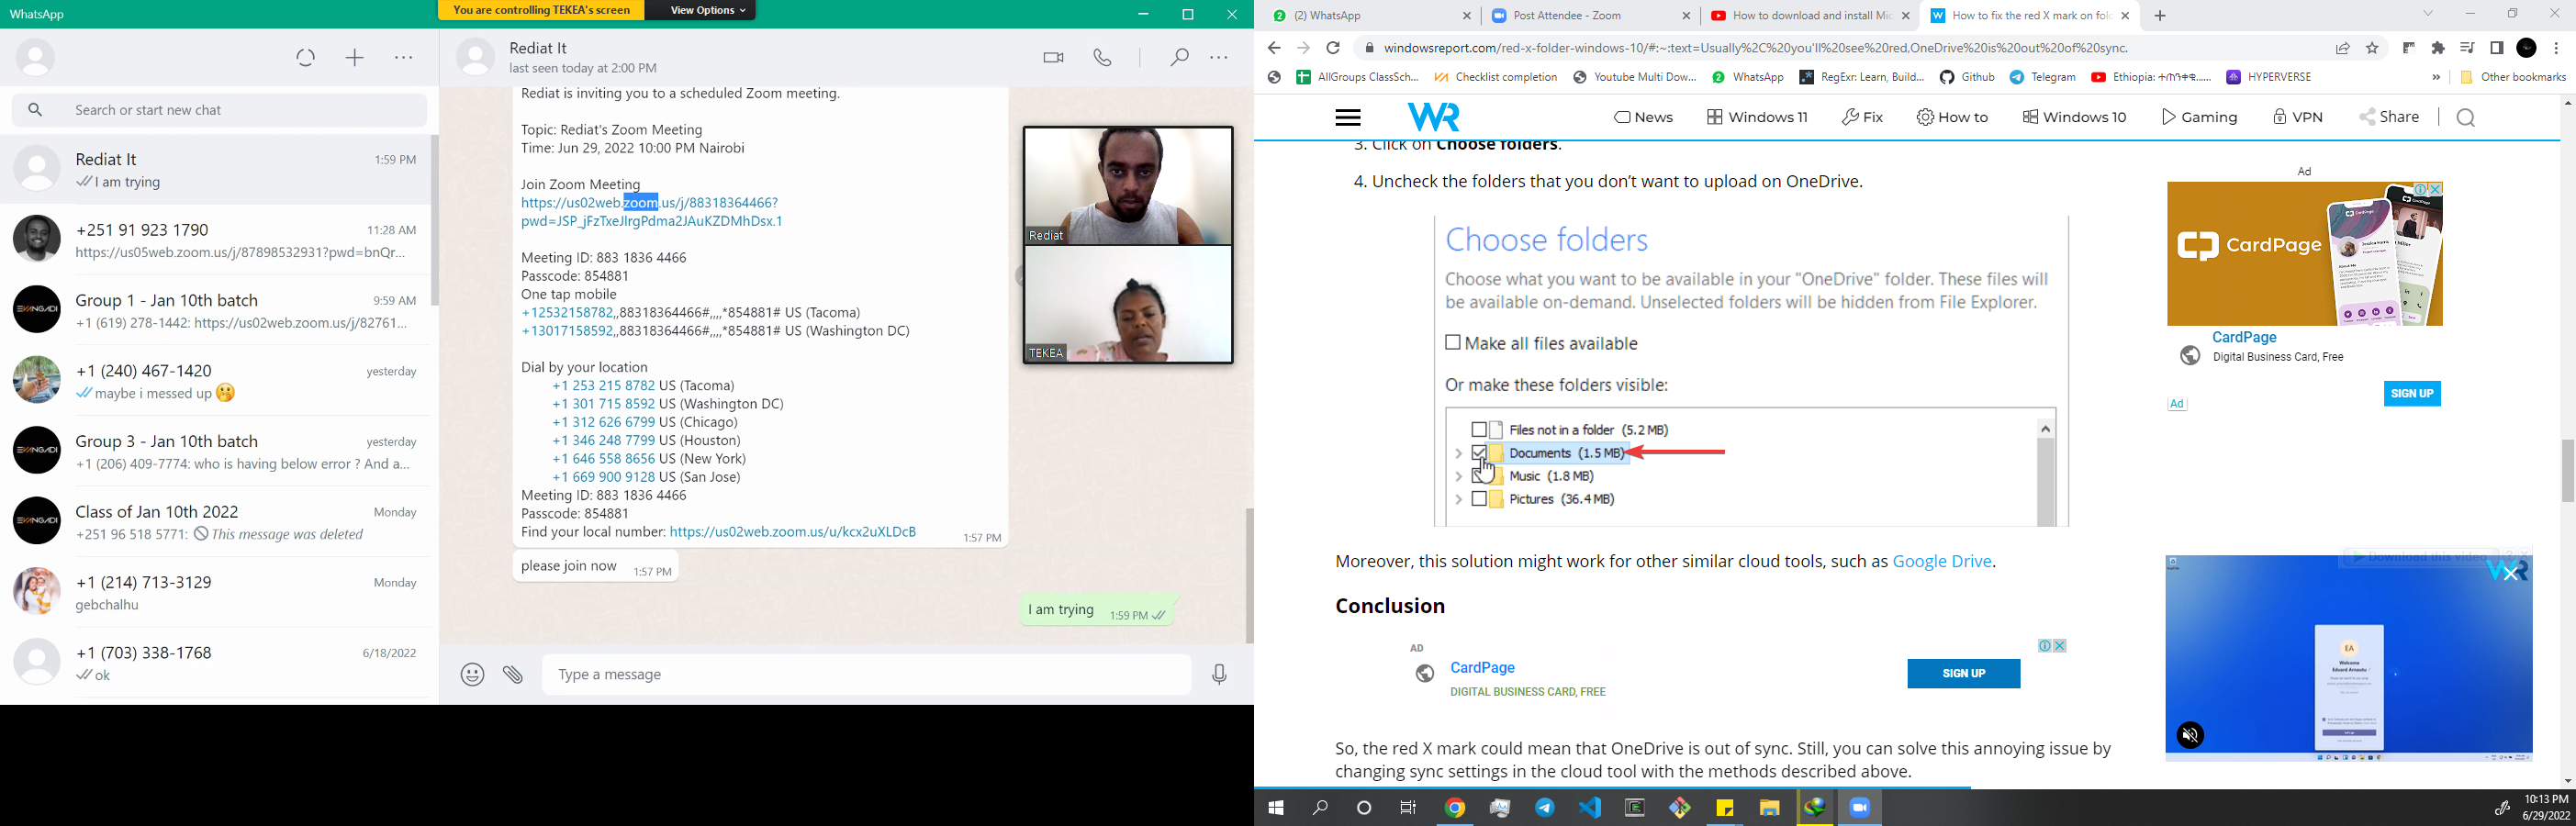 WhatsApp
You are controlling TEKEA's screen
View Options
Search or start new chat
Rediat It
1:59 PM
I am trying
+251 91 923 1790
11:28 AM
https://us05web.zoom.us/j/87898532931?pwd=bnQr...
Group 1 - Jan 10th batch
9:59 AM
+1 (619) 278-1442: https://us02web.zoom.us/j/82761...
+1 (240) 467-1420
yesterday
maybe i messed up
Group 3 - Jan 10th batch
yesterday
+1 (206) 409-7774: who is having below error ? And a...
Class of Jan 10th 2022
Monday
+251 96 518 5771: This message was deleted
+1 (214) 713-3129
Monday
gebchalhu
+1 (703) 338-1768
6/18/2022
ok
Rediat It
last seen today at 2:00 PM
Rediat is inviting you to a scheduled Zoom meeting.
Topic: Rediat's Zoom Meeting
Time: Jun 29, 2022 10:00 PM Nairobi
Join Zoom Meeting
https://us02web.zoom.us/j/88318364466?
pwd=JSP_jFzTxeJlrgPdma2JAuKZDMhDsx.1
Meeting ID: 883 1836 4466
Passcode: 854881
One tap mobile
+12532158782,,88318364466#,,,,*854881# US (Tacoma)
+13017158592,,88318364466#,,,,*854881# US (Washington DC)
Dial by your location
+1 253 215 8782 US (Tacoma)
+1 301 715 8592 US (Washington DC)
+1 312 626 6799 US (Chicago)
+1 346 248 7799 US (Houston)
+1 646 558 8656 US (New York)
+1 669 900 9128 US (San Jose)
Meeting ID: 883 1836 4466
Passcode: 854881
Find your local number: https://us02web.zoom.us/u/kcx2uXLDcB
1:57 PM
please join now 1:57 PM
I am trying 1:59 PM
Type a message
Rediat
TEKEA
(2) WhatsApp
Post Attendee - Zoom
How to download and install Mic
How to fix the red X mark on fold
windowsreport.com/red-x-folder-windows-10/#:~:text=Usually%2C%20you'll%20see%20red,OneDrive%20is%20out%20of%20sync.
AllGroups ClassSch...
Checklist completion
Youtube Multi Dow...
WhatsApp
RegExr: Learn, Build...
Github
Telegram
Ethiopia: ተሰንቀቁ......
HYPERVERSE
»
Other bookmarks
WR
News
Windows 11
Fix
How to
Windows 10
Gaming
VPN
Share
3. Click on Choose folders.
4. Uncheck the folders that you don't want to upload on OneDrive.
Choose folders
Choose what you want to be available in your "OneDrive" folder. These files will
be available on-demand. Unselected folders will be hidden from File Explorer.
Make all files available
Or make these folders visible:
Files not in a folder (5.2 MB)
Documents (1.5 MB)
Music (1.8 MB)
Pictures (36.4 MB)
Moreover, this solution might work for other similar cloud tools, such as Google Drive.
Conclusion
AD
CardPage
DIGITAL BUSINESS CARD, FREE
SIGN UP
So, the red X mark could mean that OneDrive is out of sync. Still, you can solve this annoying issue by
changing sync settings in the cloud tool with the methods described above.
Ad
CardPage
CardPage
Digital Business Card, Free
SIGN UP
Ad
Download this video
WR
EA
Welcome
10:13 PM
6/29/2022